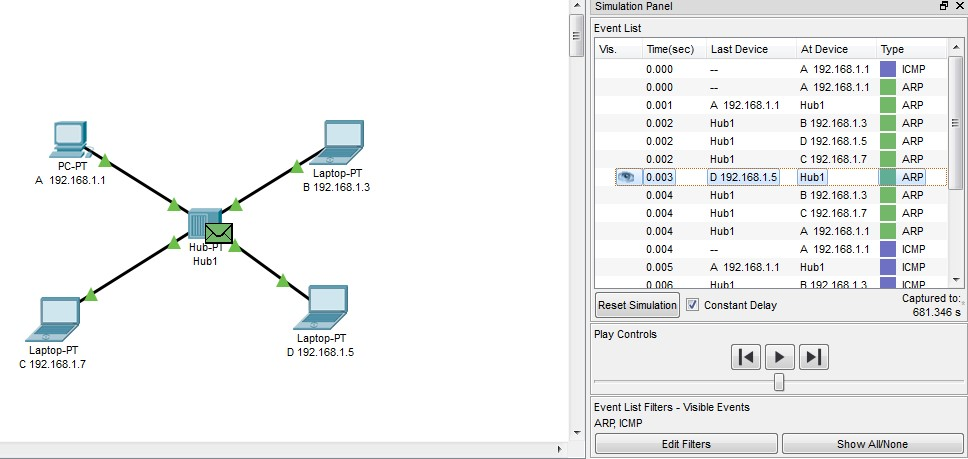 PC-PT
A 192.168.1.1
Laptop-PT
B 192.168.1.3
Hub-PT
Hub1
Laptop-PT
C 192.168.1.7
Laptop-PT
D 192.168.1.5
Simulation Panel
Event List
Vis. Time(sec) Last Device At Device Type
0.000 -- A 192.168.1.1 ICMP
0.000 -- A 192.168.1.1 ARP
0.001 A 192.168.1.1 Hub1 ARP
0.002 Hub1 B 192.168.1.3 ARP
0.002 Hub1 D 192.168.1.5 ARP
0.002 Hub1 C 192.168.1.7 ARP
0.003 D 192.168.1.5 Hub1 ARP
0.004 Hub1 B 192.168.1.3 ARP
0.004 Hub1 C 192.168.1.7 ARP
0.004 Hub1 A 192.168.1.1 ARP
0.004 -- A 192.168.1.1 ICMP
0.005 A 192.168.1.1 Hub1 ICMP
0.006 Hub1 B 192.168.1.3 ICMP
Reset Simulation Constant Delay Captured to:
681.346 s
Play Controls
Event List Filters - Visible Events
ARP, ICMP
Edit Filters Show All/None